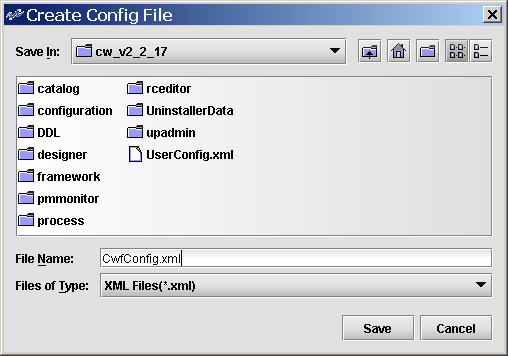 Create Config File
Save In: cw_v2_2_17
catalog rceditor
configuration UninstallerData
DDL upadmin
designer UserConfig.xml
framework
pmmonitor
process
File Name: CwfConfig.xml
Files of Type: XML Files(*.xml)
Save Cancel